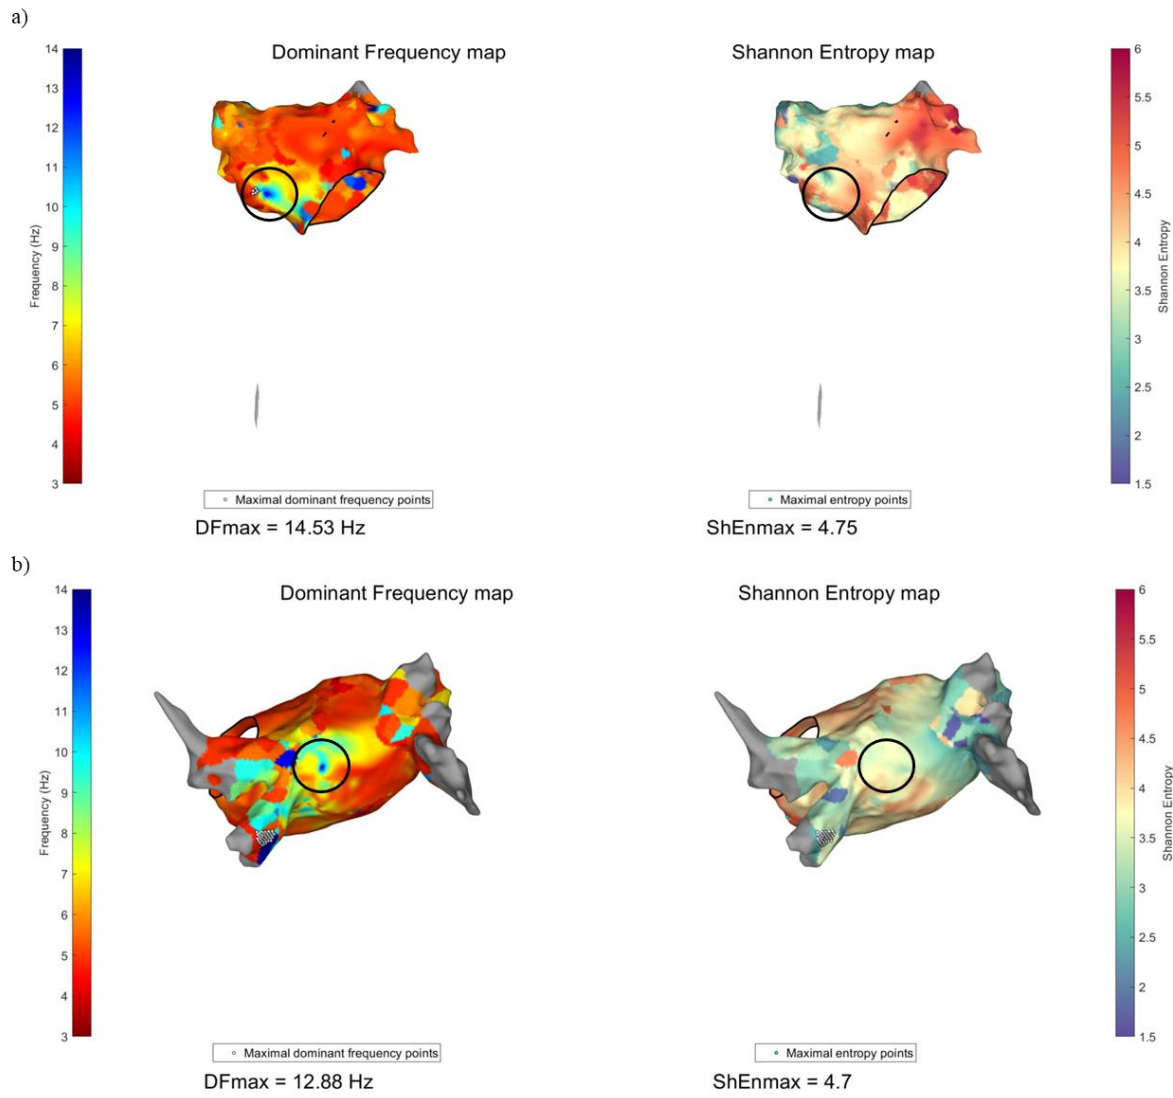 a)
Dominant Frequency map
Shannon Entropy map
14
13
12
11
10
9
8
7
6
5
4
3
Frequency (Hz)
6
5.5
5
4.5
4
3.5
3
2.5
2
1.5
Shannon Entropy
Maximal dominant frequency points
Maximal entropy points
DFmax = 14.53 Hz
ShEnmax = 4.75
b)
Dominant Frequency map
Shannon Entropy map
14
13
12
11
10
9
8
7
6
5
4
3
Frequency (Hz)
6
5.5
5
4.5
4
3.5
3
2.5
2
1.5
Shannon Entropy
Maximal dominant frequency points
Maximal entropy points
DFmax = 12.88 Hz
ShEnmax = 4.7